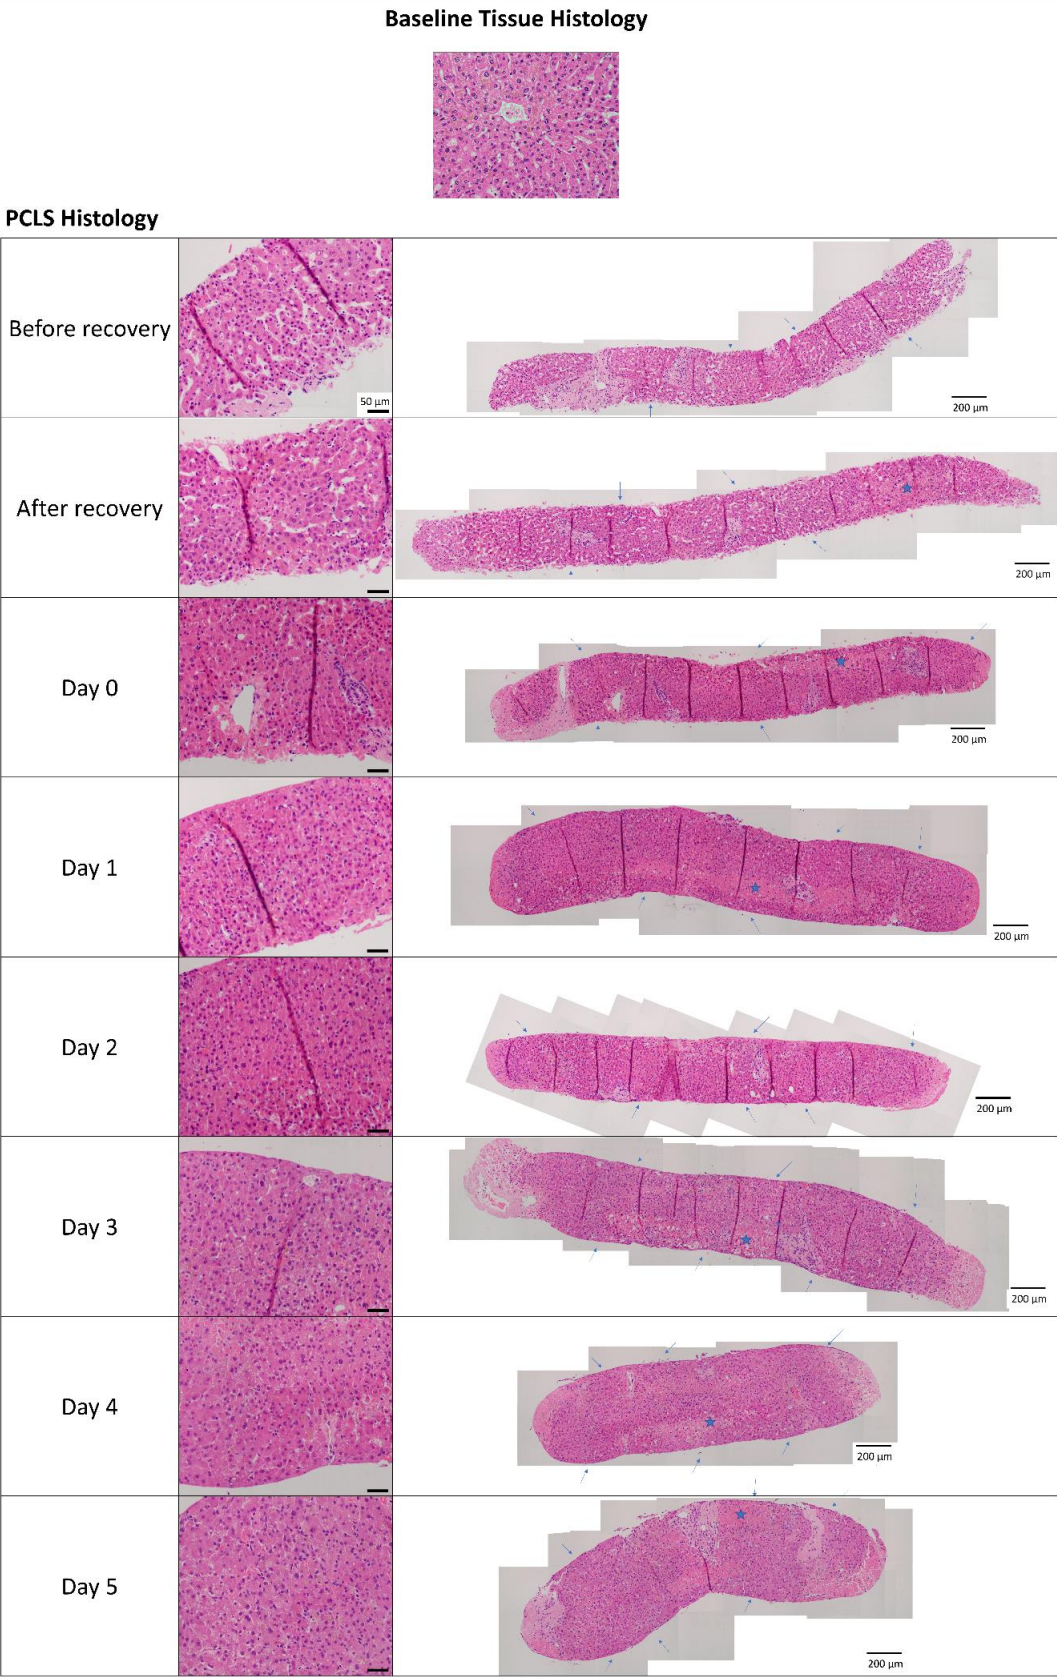 Baseline Tissue Histology
PCLS Histology
Before recovery
50 µm
200 µm
After recovery
200 µm
Day 0
200 µm
Day 1
200 µm
Day 2
200 µm
Day 3
200 µm
Day 4
200 µm
Day 5
200 µm